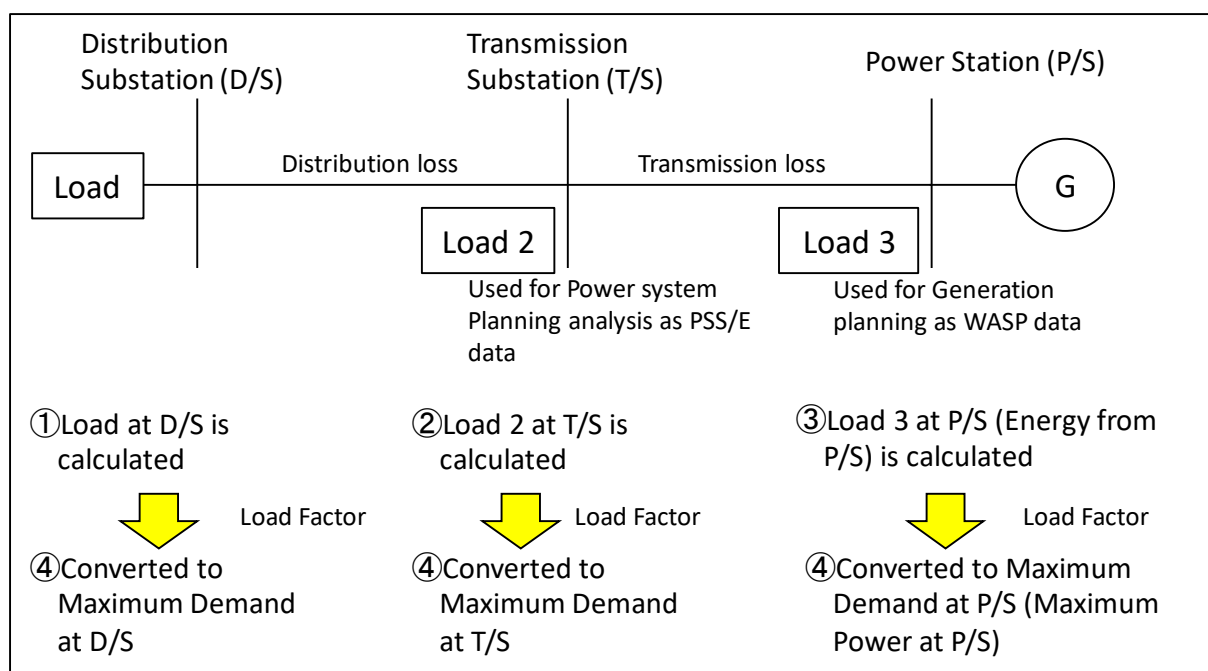 Distribution
Substation (D/S)
Transmission
Substation (T/S)
Power Station (P/S)
Distribution loss
Transmission loss
Load
G
Load 2
Load 3
Used for Power system
Planning analysis as PSS/E
data
Used for Generation
planning as WASP data
①Load at D/S is
calculated
②Load 2 at T/S is
calculated
③Load 3 at P/S (Energy from
P/S) is calculated
Load Factor
Load Factor
Load Factor
④Converted to
Maximum Demand
at D/S
④Converted to
Maximum Demand
at T/S
④Converted to Maximum
Demand at P/S (Maximum
Power at P/S)